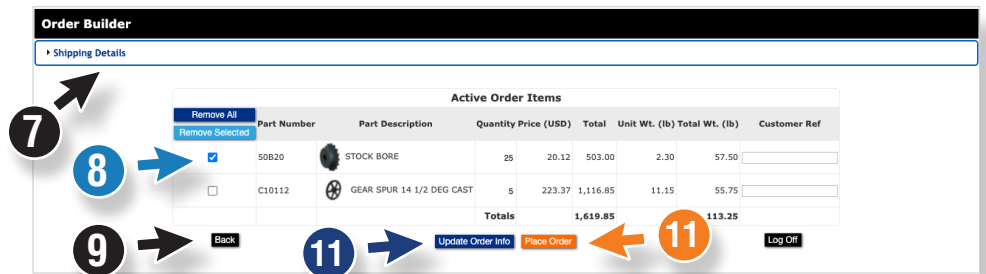 Order Builder
Shipping Details
7
Active Order Items
Remove All
Remove Selected
Part Number Part Description Quantity Price (USD) Total Unit Wt. (lb) Total Wt. (lb) Customer Ref
8
50B20 STOCK BORE 25 20.12 503.00 2.30 57.50
C10112 GEAR SPUR 14 1/2 DEG CAST 5 223.37 1,116.85 11.15 55.75
Totals 1,619.85 113.25
9
Back
11
Update Order Info
Place Order
11
Log Off